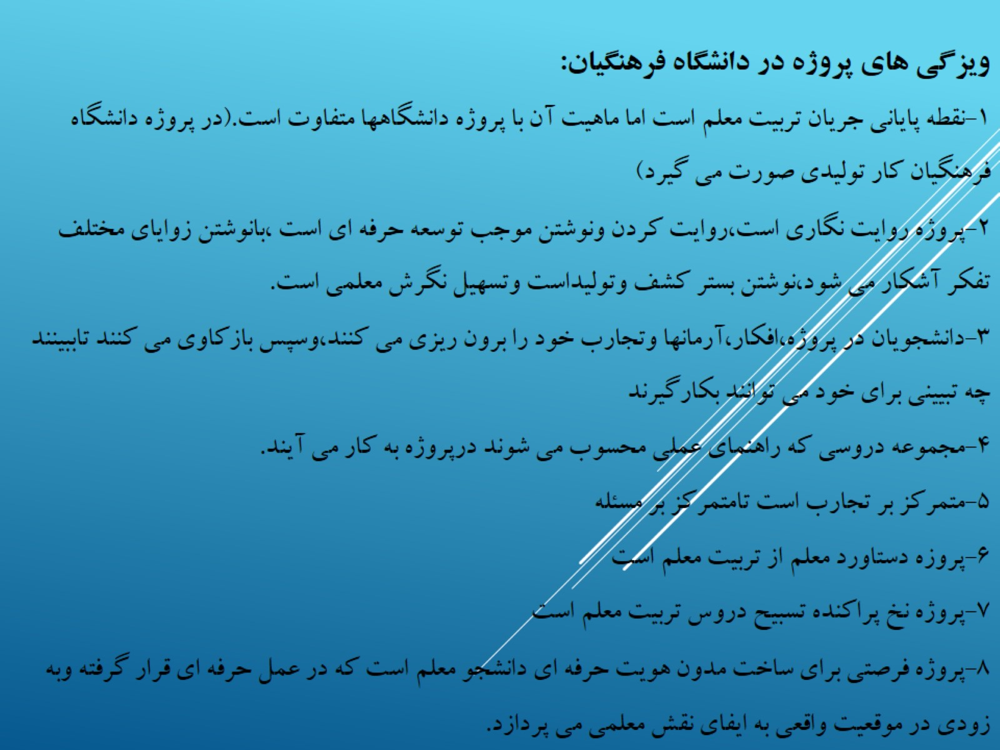 ویزگی های پروژه در دانشگاه فرهنگیان:
۱-نقطه پایانی جریان تربیت معلم است اما ماهیت آن با پروژه دانشگاهها متفاوت است.(در پروژه دانشگاه
فرهنگیان کار تولیدی صورت می گیرد)
۲-پروژه روایت نگاری است،روایت کردن ونوشتن موجب توسعه حرفه ای است ،بانوشتن زوایای مختلف
تفکر آشکار می شود،نوشتن بستر کشف وتولیداست وتسهیل نگرش معلمی است.
۳-دانشجویان در پروژه،افکار،آرمانها وتجارب خود را برون ریزی می کنند،وسپس بازکاوی می کنند تاببینند
چه تبیینی برای خود می توانند بکارگیرند
۴-مجموعه دروسی که راهنمای عملی محسوب می شوند درپروژه به کار می آیند.
۵-متمرکز بر تجارب است تامتمرکز بر مسئله
۶-پروزه دستاورد معلم از تربیت معلم است
۷-پروژه نخ پراکنده تسبیح دروس تربیت معلم است
۸-پروژه فرصتی برای ساخت مدون هویت حرفه ای دانشجو معلم است که در عمل حرفه ای قرار گرفته وبه
زودی در موقعیت واقعی به ایفای نقش معلمی می پردازد.